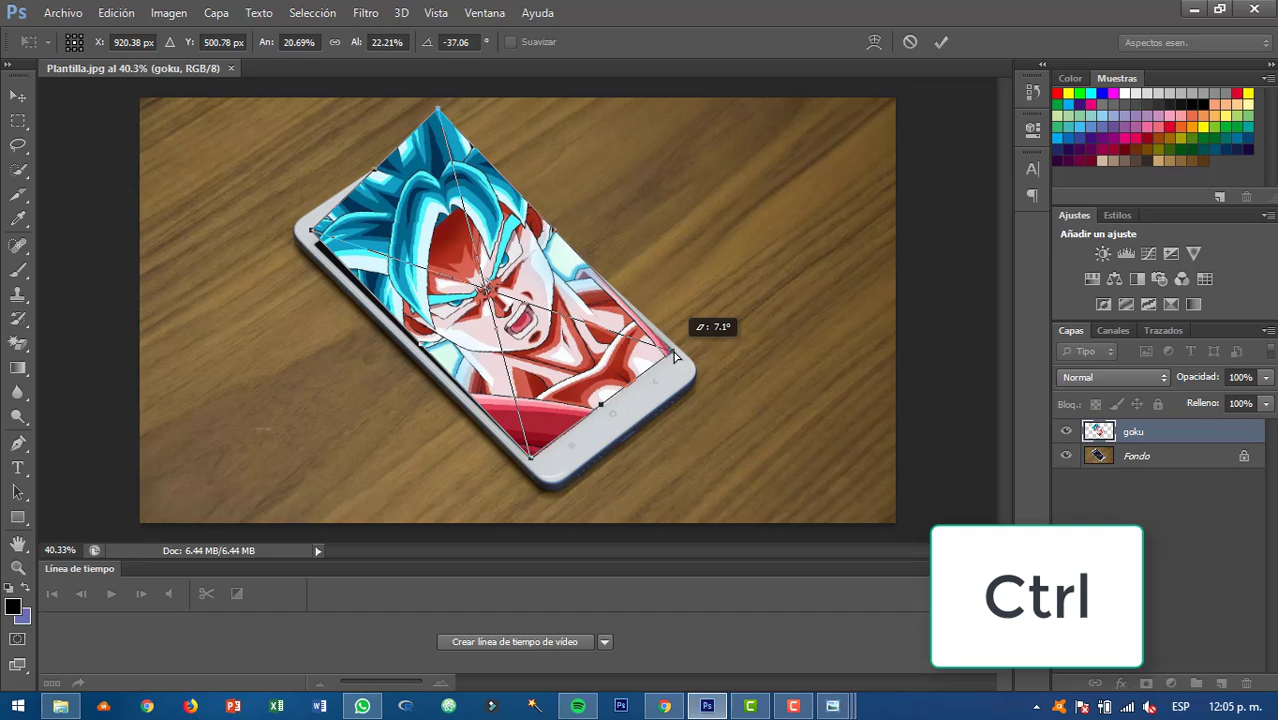 Ps Archivo Edición Imagen Capa Texto Selección Filtro 3D Vista Ventana Ayuda
X: 920.38 px Y: 500.78 px An: 20.69% Al: 22.21% -37.06 ° Suavizar Aspectos esen.
Plantilla.jpg al 40.3% (goku, RGB/8) ×
Color Muestras
Ajustes Estilos
Añadir un ajuste
7.1°
Capas Canales Trazados
Tipo
Normal Opacidad: 100%
Bloq.: Relleno: 100%
goku
Fondo
40.33% Doc: 6.44 MB/6.44 MB
Línea de tiempo
Ctrl
Crear línea de tiempo de vídeo
ESP 12:05 p. m.